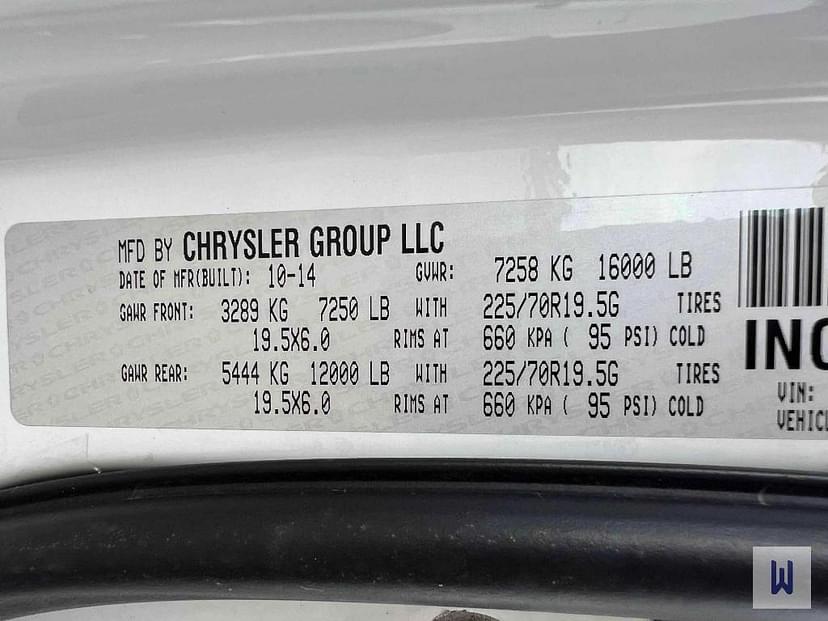 MFD BY CHRYSLER GROUP LLC
DATE OF MFR(BUILT): 10-14 GVWR: 7258 KG 16000 LB
GAWR FRONT: 3289 KG 7250 LB WITH 225/70R19.5G TIRES
19.5X6.0 RIMS AT 660 KPA ( 95 PSI) COLD
GAWR REAR: 5444 KG 12000 LB WITH 225/70R19.5G TIRES
19.5X6.0 RIMS AT 660 KPA ( 95 PSI) COLD
VIN:
W